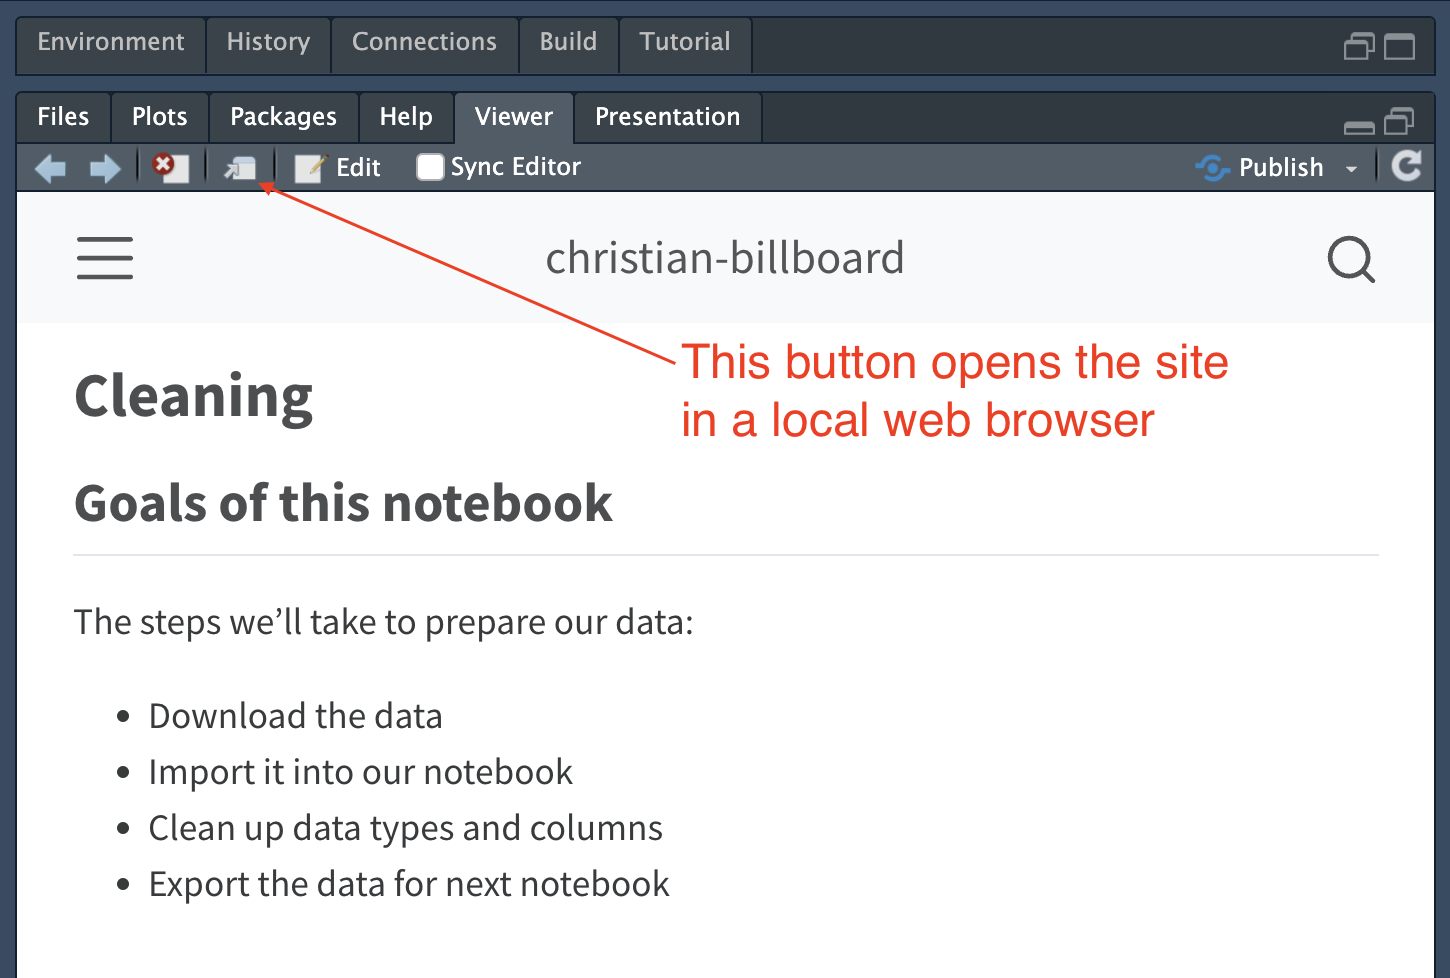 Environment History Connections Build Tutorial
Files Plots Packages Help Viewer Presentation
Edit Sync Editor Publish
christian-billboard
This button opens the site
in a local web browser
Cleaning
Goals of this notebook
The steps we’ll take to prepare our data:
• Download the data
• Import it into our notebook
• Clean up data types and columns
• Export the data for next notebook